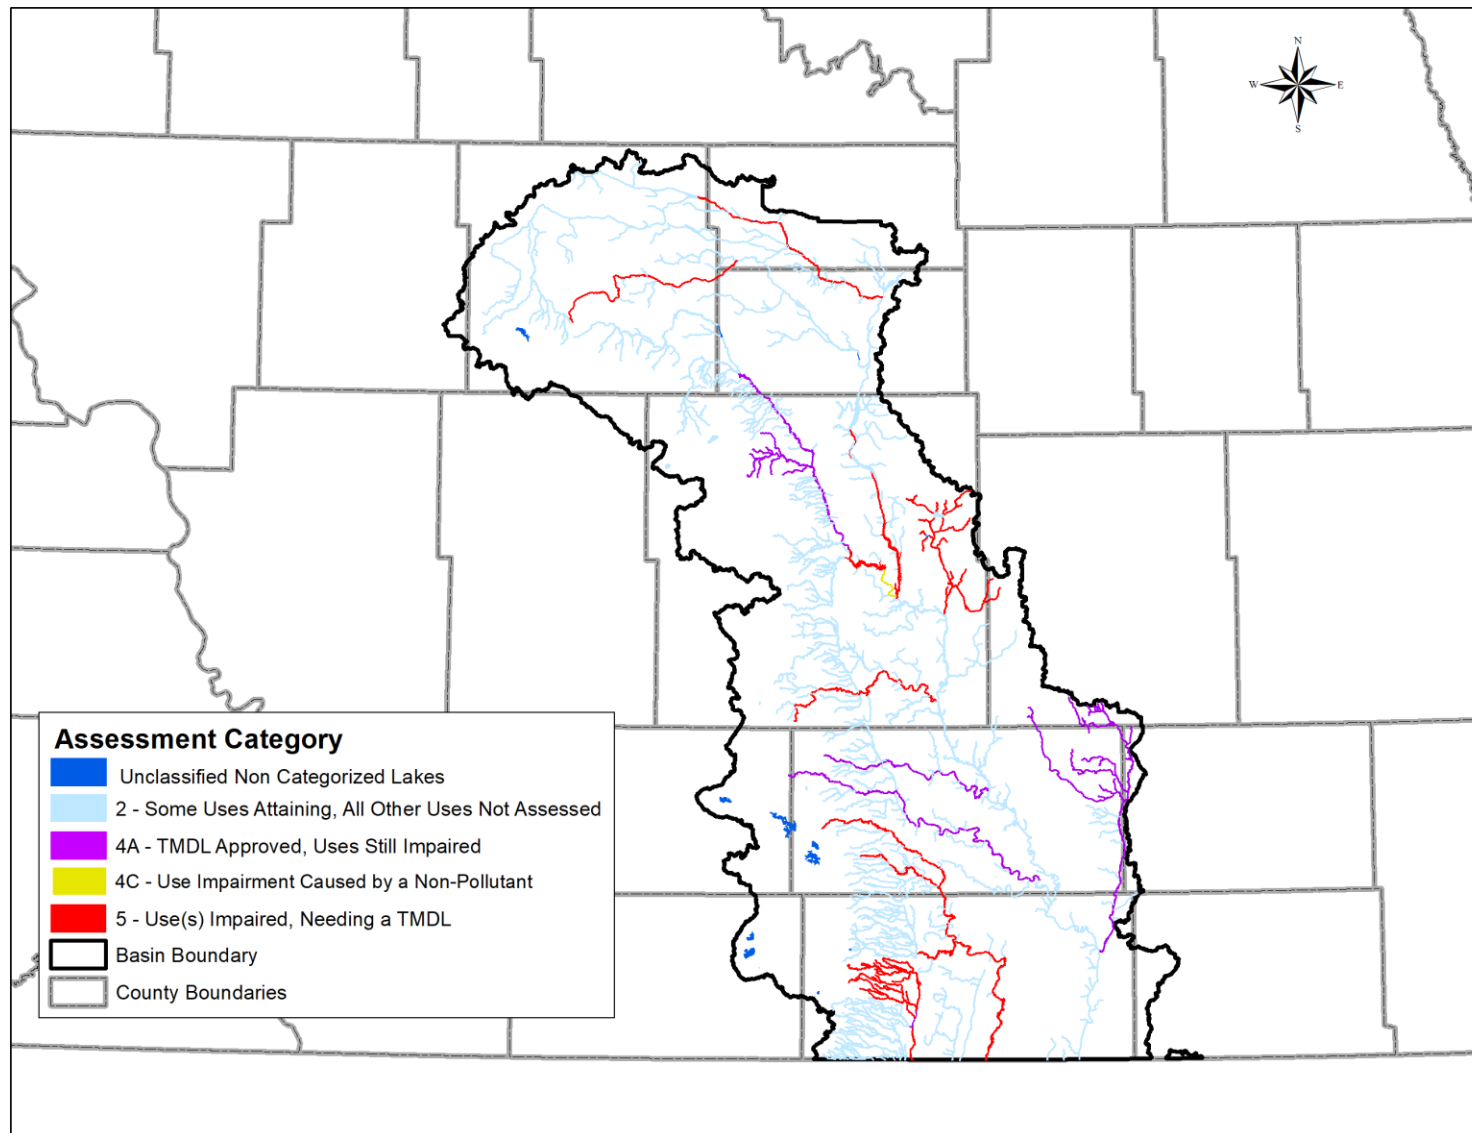 N
W
E
S
Assessment Category
Unclassified Non Categorized Lakes
2 - Some Uses Attaining, All Other Uses Not Assessed
4A - TMDL Approved, Uses Still Impaired
4C - Use Impairment Caused by a Non-Pollutant
5 - Use(s) Impaired, Needing a TMDL
Basin Boundary
County Boundaries